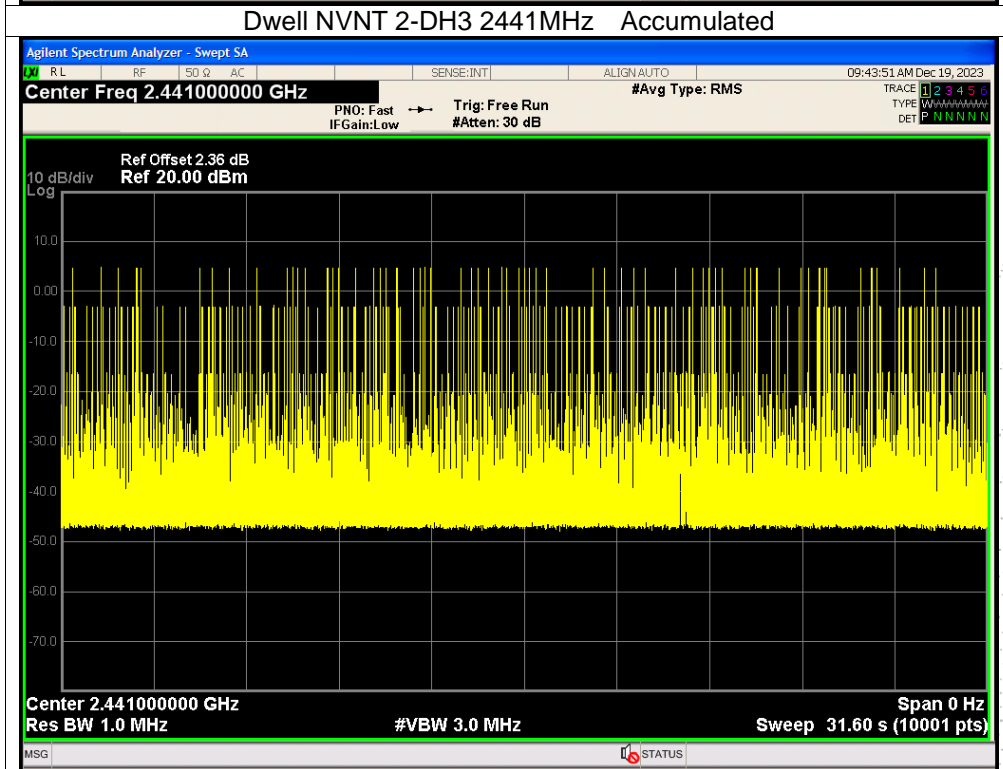 Dwell NVNT 2-DH3 2441MHz Accumulated
Agilent Spectrum Analyzer - Swept SA
LXI RL RF 50 Ω AC SENSE:INT ALIGN AUTO 09:43:51 AM Dec 19, 2023
Center Freq 2.441000000 GHz #Avg Type: RMS TRACE 1 2 3 4 5 6
PNO: Fast Trig: Free Run TYPE WWWWWW
IFGain:Low #Atten: 30 dB DET P N N N N N
Ref Offset 2.36 dB
10 dB/div Ref 20.00 dBm
Log
10.0
0.00
-10.0
-20.0
-30.0
-40.0
-50.0
-60.0
-70.0
Center 2.441000000 GHz Span 0 Hz
Res BW 1.0 MHz #VBW 3.0 MHz Sweep 31.60 s (10001 pts)
MSG STATUS